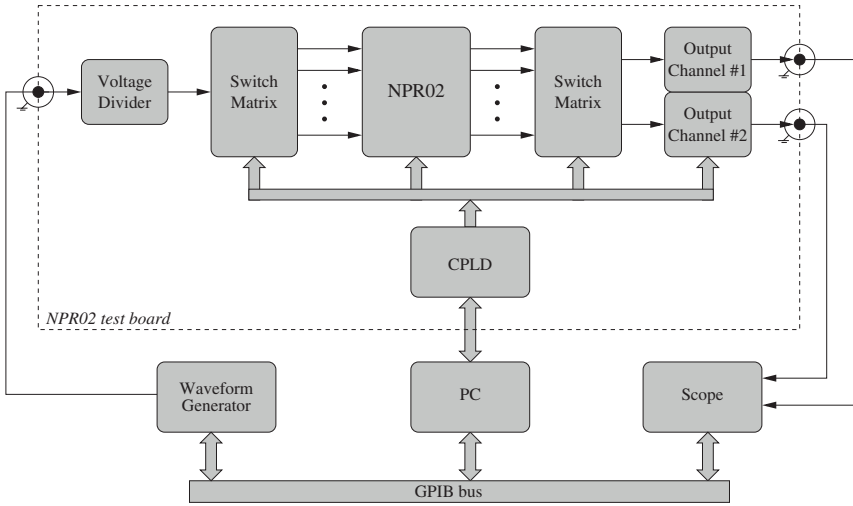 Voltage
Divider
Switch
Matrix
NPR02
Switch
Matrix
Output
Channel #1
Output
Channel #2
CPLD
NPR02 test board
Waveform
Generator
PC
Scope
GPIB bus